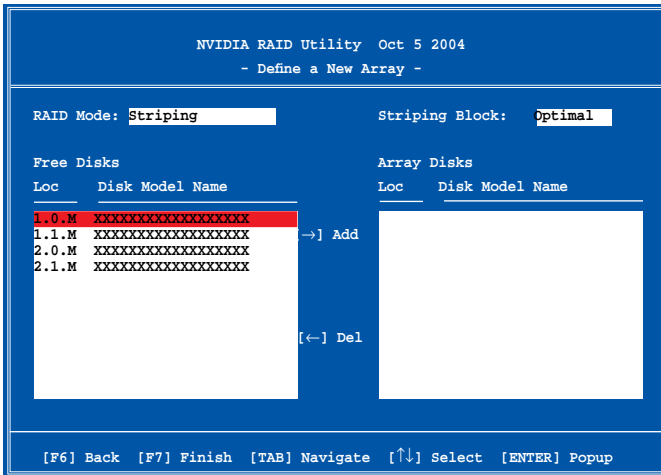 NVIDIA RAID Utility Oct 5 2004
- Define a New Array -
RAID Mode: Striping
Striping Block: Optimal
Free Disks
Array Disks
Loc Disk Model Name
Loc Disk Model Name
1.0.M XXXXXXXXXXXXXXXXXX
1.1.M XXXXXXXXXXXXXXXXXX
2.0.M XXXXXXXXXXXXXXXXXX
2.1.M XXXXXXXXXXXXXXXXXX
[→] Add
[←] Del
[F6] Back [F7] Finish [TAB] Navigate [↑↓] Select [ENTER] Popup